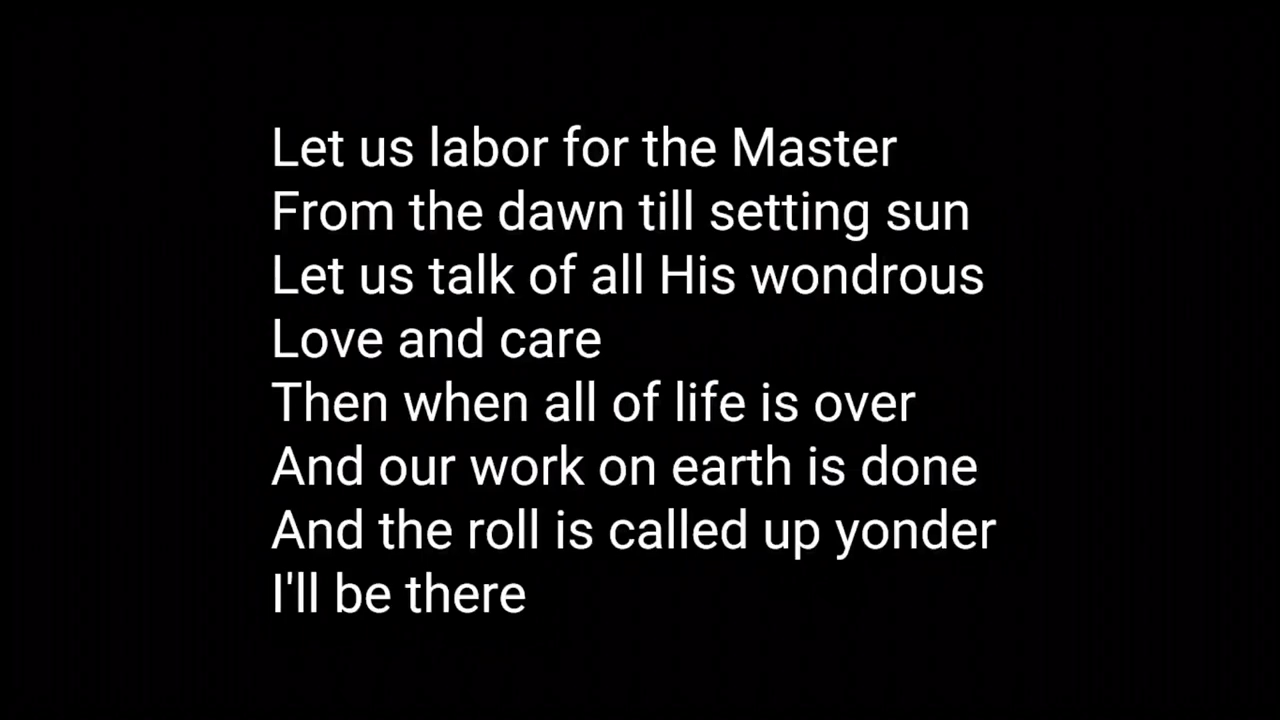 Let us labor for the Master
From the dawn till setting sun
Let us talk of all His wondrous
Love and care
Then when all of life is over
And our work on earth is done
And the roll is called up yonder
I'll be there